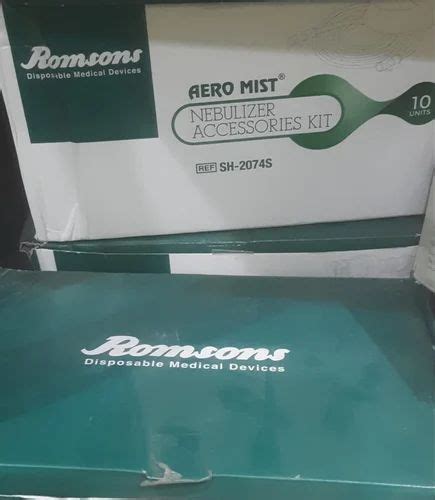 Romsons
Disposable Medical Devices
AERO MIST®
NEBULIZER
ACCESSORIES KIT
10
UNITS
REF SH-2074S
Romsons
Disposable Medical Devices